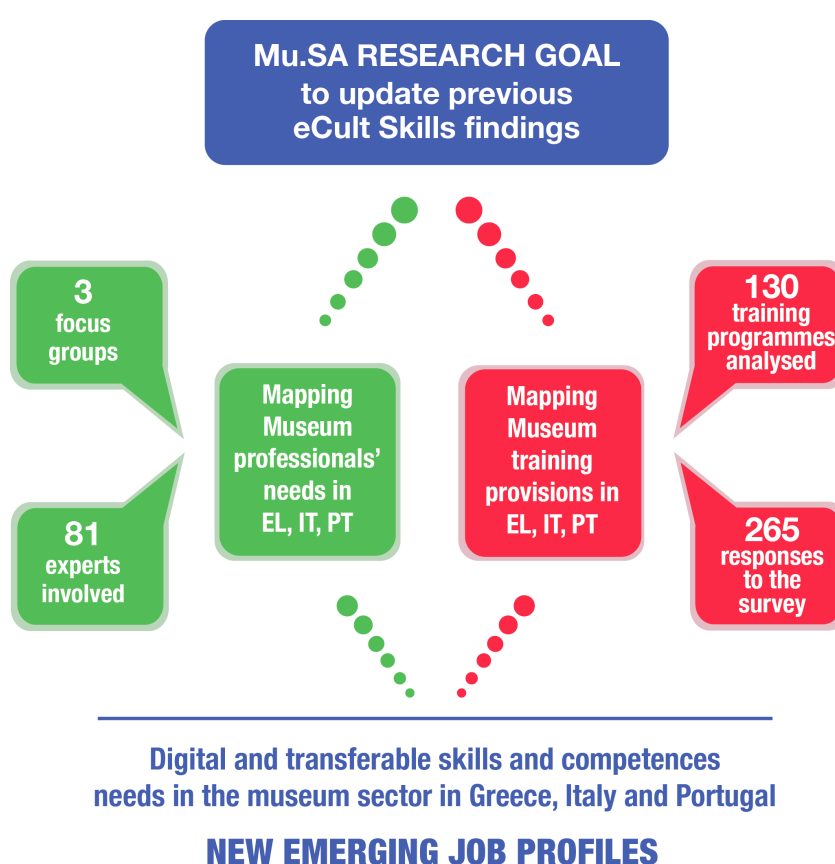 Mu.SA RESEARCH GOAL
to update previous
eCult Skills findings
3
focus
groups
81
experts
involved
Mapping
Museum
professionals’
needs in
EL, IT, PT
Mapping
Museum
training
provisions in
EL, IT, PT
130
training
programmes
analysed
265
responses
to the
survey
Digital and transferable skills and competences
needs in the museum sector in Greece, Italy and Portugal
NEW EMERGING JOB PROFILES